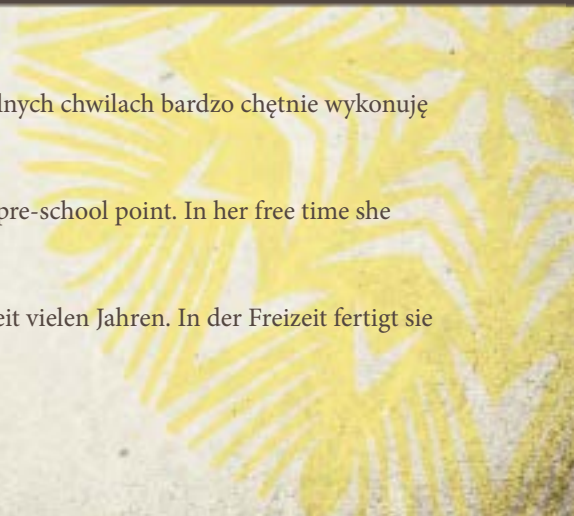 lnych chwilach bardzo chętnie wykonuję
pre-school point. In her free time she
eit vielen Jahren. In der Freizeit fertigt sie